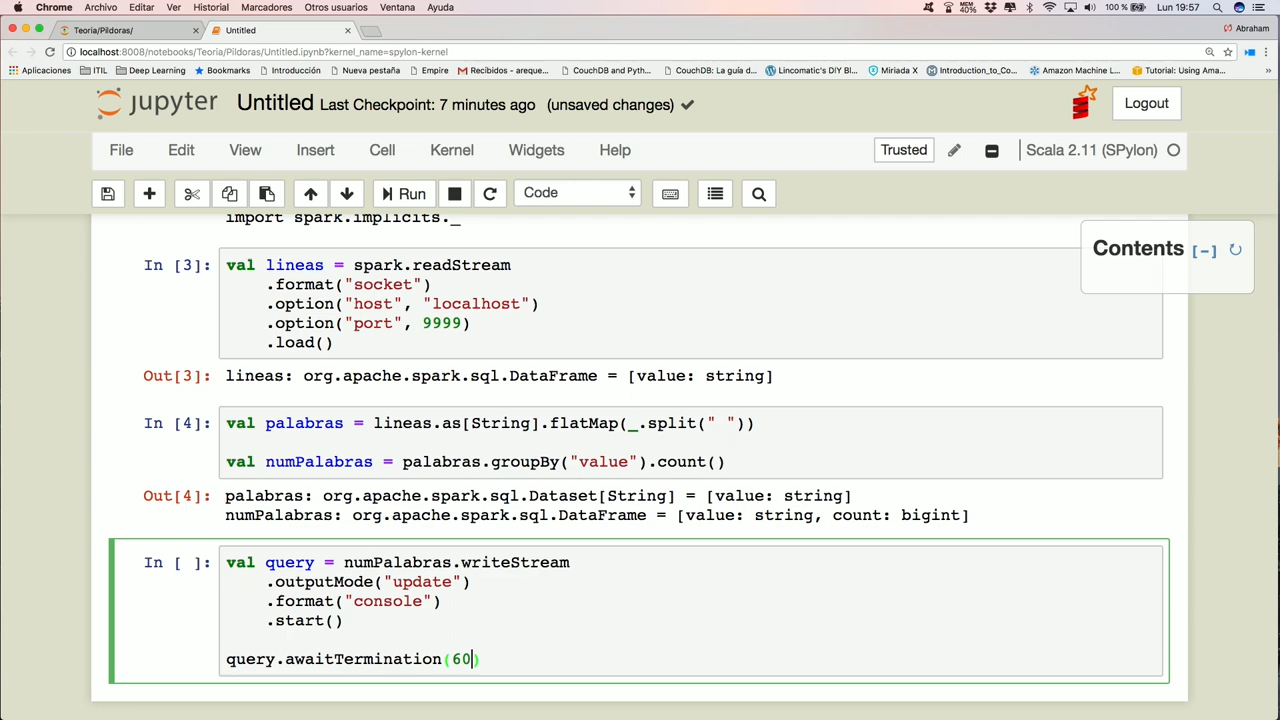 Chrome Archivo Editar Ver Historial Marcadores Otros usuarios Ventana Ayuda MEM 40% 100 % Lun 19:57
Teoria/Pildoras/ Untitled Abraham
localhost:8008/notebooks/Teoria/Pildoras/Untitled.ipynb?kernel_name=spylon-kernel
Aplicaciones ITIL Deep Learning Bookmarks Introducción Nueva pestaña Empire Recibidos - areque... CouchDB and Pyth... CouchDB: La guía d... Lincomatic's DIY Bl... Miriada X Introduction_to_Co... Amazon Machine L... Tutorial: Using Ama... »
jupyter Untitled Last Checkpoint: 7 minutes ago (unsaved changes) Logout
File Edit View Insert Cell Kernel Widgets Help Trusted Scala 2.11 (SPylon)
Run Code
import spark.implicits._
Contents [-]
In [3]: val lineas = spark.readStream
.format("socket")
.option("host", "localhost")
.option("port", 9999)
.load()
Out[3]: lineas: org.apache.spark.sql.DataFrame = [value: string]
In [4]: val palabras = lineas.as[String].flatMap(_.split(" "))
val numPalabras = palabras.groupBy("value").count()
Out[4]: palabras: org.apache.spark.sql.Dataset[String] = [value: string]
numPalabras: org.apache.spark.sql.DataFrame = [value: string, count: bigint]
In [ ]: val query = numPalabras.writeStream
.outputMode("update")
.format("console")
.start()
query.awaitTermination(60)